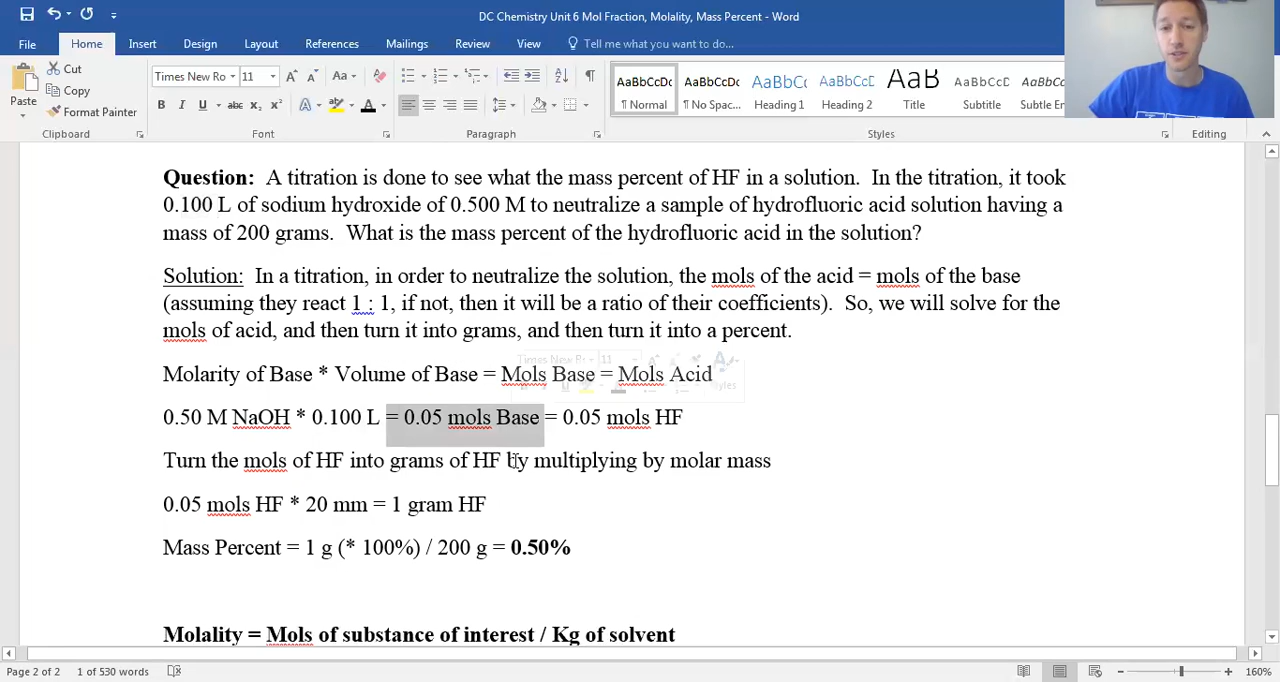 DC Chemistry Unit 6 Mol Fraction, Molality, Mass Percent - Word
File Home Insert Design Layout References Mailings Review View Tell me what you want to do...
Paste
Cut
Copy
Format Painter
Clipboard
Times New Ro 11
B I U abc x₂ x²
Font
Paragraph
AaBbCcDc ¶ Normal
AaBbCcDc ¶ No Spac...
AaBbCc Heading 1
AaBbCcD Heading 2
AaB Title
AaBbCcD Subtitle
AaBbCcDc Subtle Em
Styles
Editing
Question: A titration is done to see what the mass percent of HF in a solution. In the titration, it took
0.100 L of sodium hydroxide of 0.500 M to neutralize a sample of hydrofluoric acid solution having a
mass of 200 grams. What is the mass percent of the hydrofluoric acid in the solution?
Solution: In a titration, in order to neutralize the solution, the mols of the acid = mols of the base
(assuming they react 1 : 1, if not, then it will be a ratio of their coefficients). So, we will solve for the
mols of acid, and then turn it into grams, and then turn it into a percent.
Times New R 11
Styles
Molarity of Base * Volume of Base = Mols Base = Mols Acid
0.50 M NaOH * 0.100 L = 0.05 mols Base = 0.05 mols HF
Turn the mols of HF into grams of HF by multiplying by molar mass
0.05 mols HF * 20 mm = 1 gram HF
Mass Percent = 1 g (* 100%) / 200 g = 0.50%
Molality = Mols of substance of interest / Kg of solvent
Page 2 of 2 1 of 530 words 160%